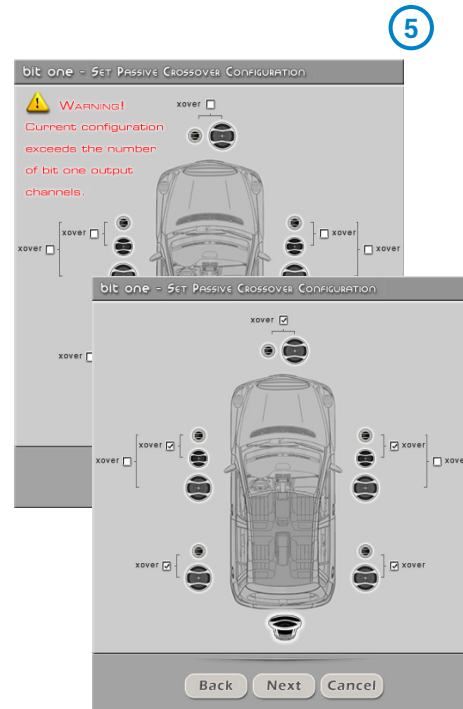 5
bit one - Set Passive Crossover Configuration
Warning!
Current configuration
exceeds the number
of bit one output
channels.
xover
xover
xover
xover
xover
xover
bit one - Set Passive Crossover Configuration
xover
xover
xover
xover
xover
xover
xover
Back Next Cancel